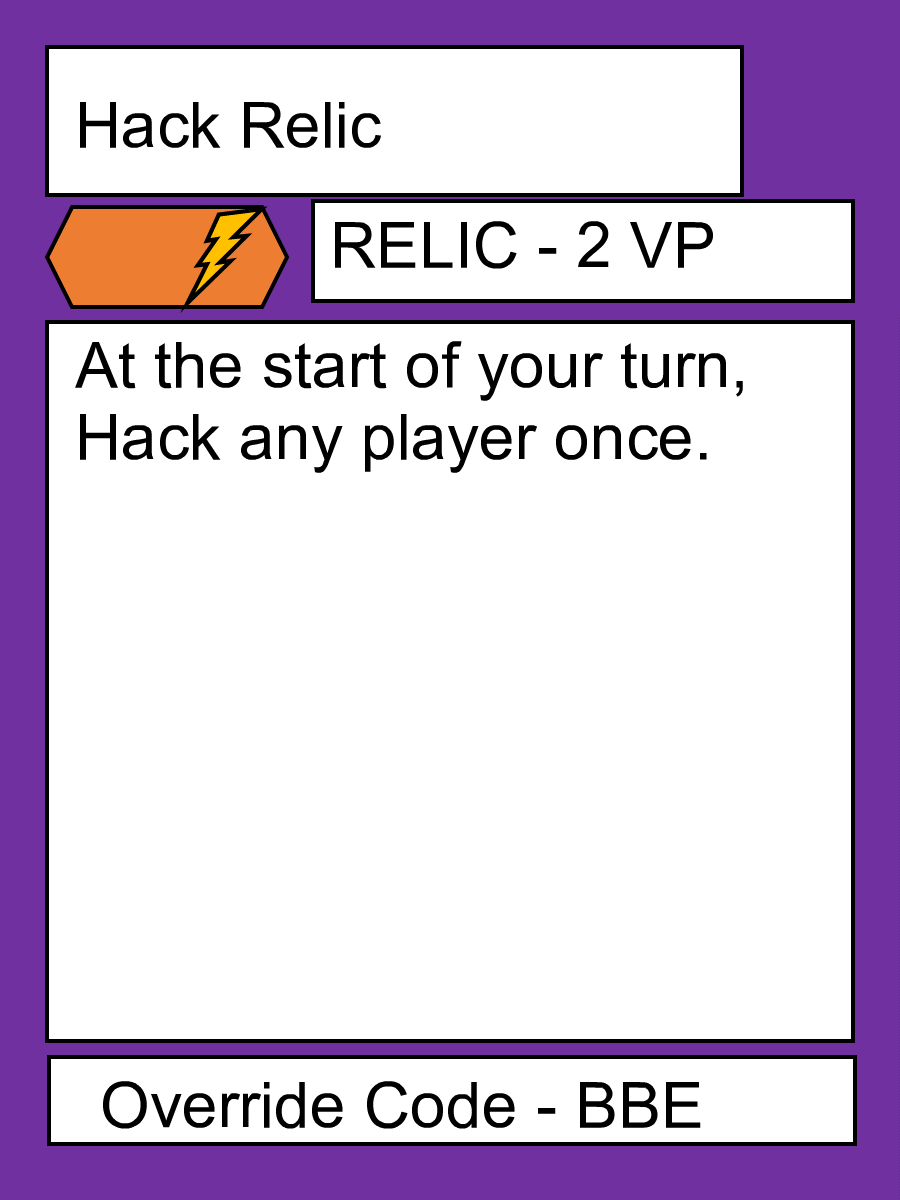 Hack Relic
RELIC - 2 VP
At the start of your turn,
Hack any player once.
Override Code - BBE